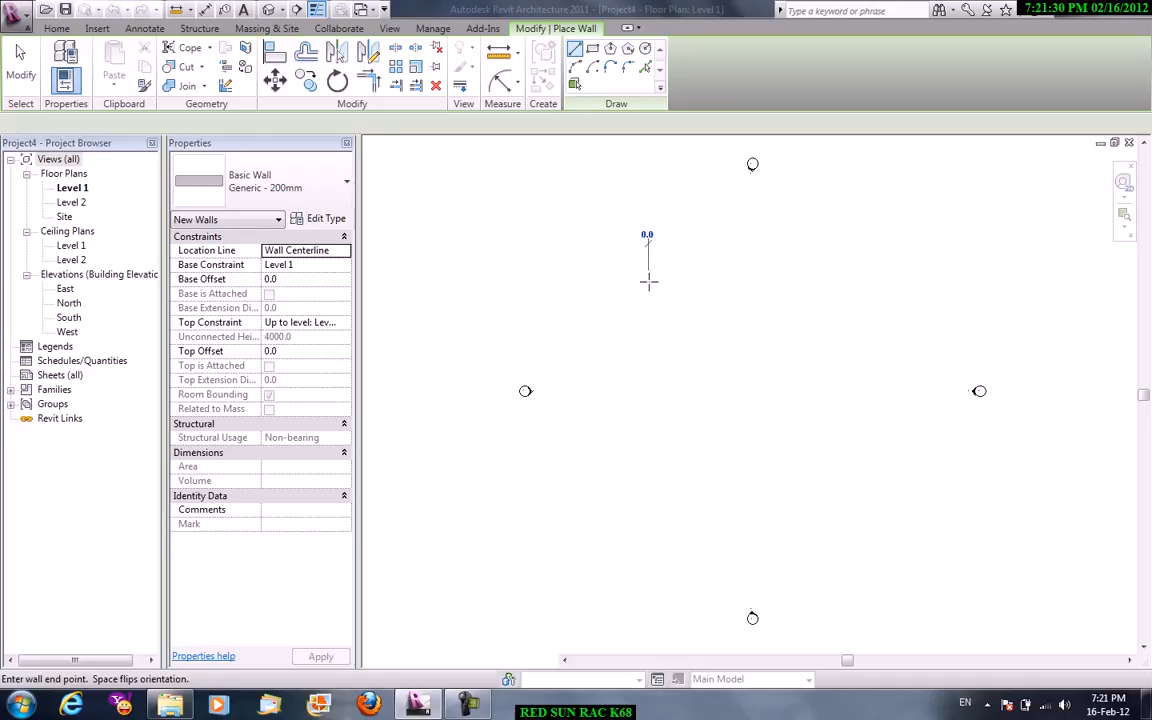 Autodesk Revit Architecture 2011 - [Project4 - Floor Plan: Level 1]
Type a keyword or phrase
7:21:30 PM 02/16/2012
Home Insert Annotate Structure Massing & Site Collaborate View Manage Add-Ins Modify | Place Wall
Modify
Paste
Cope
Cut
Join
Select Properties Clipboard Geometry Modify View Measure Create Draw
Project4 - Project Browser
Views (all)
Floor Plans
Level 1
Level 2
Site
Ceiling Plans
Level 1
Level 2
Elevations (Building Elevatic
East
North
South
West
Legends
Schedules/Quantities
Sheets (all)
Families
Groups
Revit Links
Properties
Basic Wall
Generic - 200mm
New Walls
Edit Type
Constraints
Location Line Wall Centerline
Base Constraint Level 1
Base Offset 0.0
Base is Attached
Base Extension Di... 0.0
Top Constraint Up to level: Lev...
Unconnected Hei... 4000.0
Top Offset 0.0
Top is Attached
Top Extension Di... 0.0
Room Bounding
Related to Mass
Structural
Structural Usage Non-bearing
Dimensions
Area
Volume
Identity Data
Comments
Mark
Properties help
Apply
0.0
2D
Enter wall end point. Space flips orientation.
Main Model
EN
7:21 PM
16-Feb-12
RED SUN RAC K68